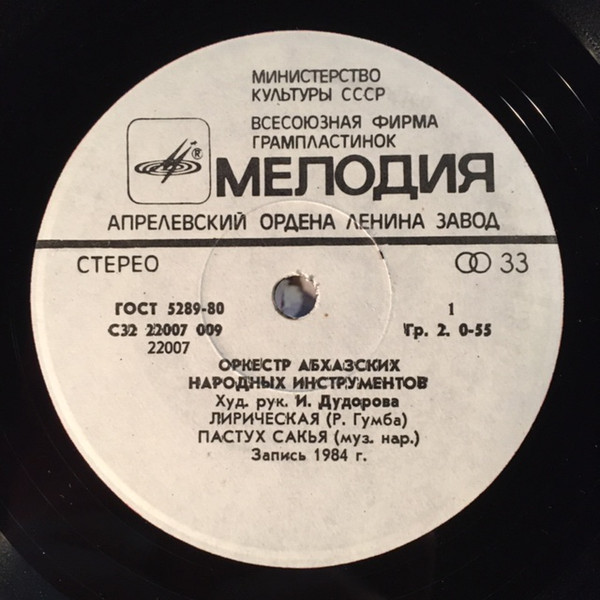 МИНИСТЕРСТВО
КУЛЬТУРЫ СССР
ВСЕСОЮЗНАЯ ФИРМА
ГРАМПЛАСТИНОК
®
МЕЛОДИЯ
АПРЕЛЕВСКИЙ ОРДЕНА ЛЕНИНА ЗАВОД
СТЕРЕО 33
ГОСТ 5289-80 1
С32 22007 009 Гр. 2. 0-55
22007
ОРКЕСТР АБХАЗСКИХ
НАРОДНЫХ ИНСТРУМЕНТОВ
Худ. рук. И. Дудорова
ЛИРИЧЕСКАЯ (Р. Гумба)
ПАСТУХ САКЬЯ (муз. нар.)
Запись 1984 г.